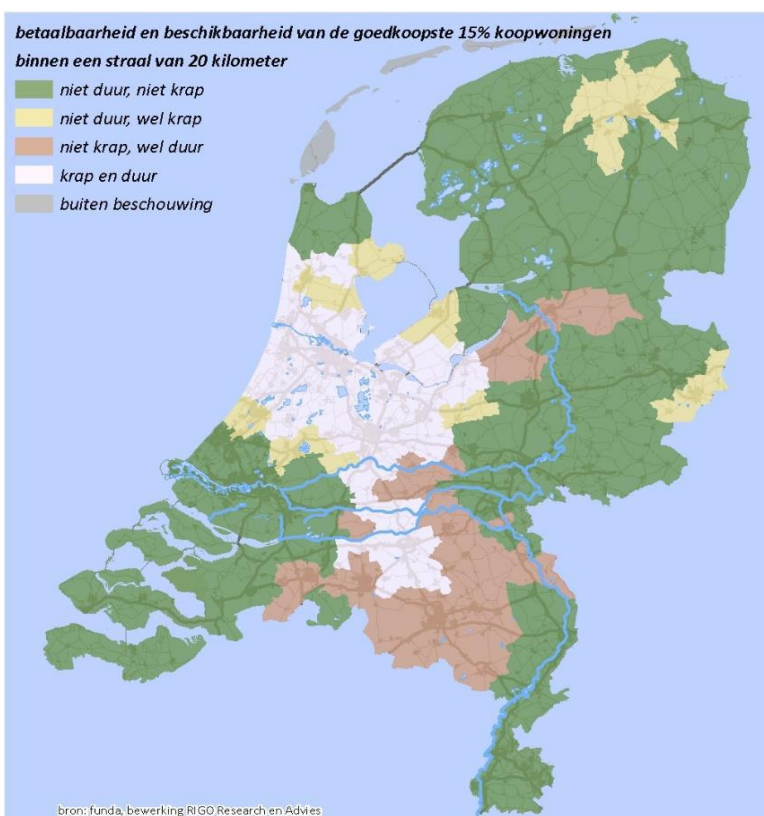 betaalbaarheid en beschikbaarheid van de goedkoopste 15% koopwoningen
binnen een straal van 20 kilometer
niet duur, niet krap
niet duur, wel krap
niet krap, wel duur
krap en duur
buiten beschouwing
bron: funda, bewerking RIGO Research en Advies